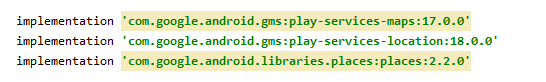 implementation 'com.google.android.gms:play-services-maps:17.0.0'
implementation 'com.google.android.gms:play-services-location:18.0.0'
implementation 'com.google.android.libraries.places:places:2.2.0'